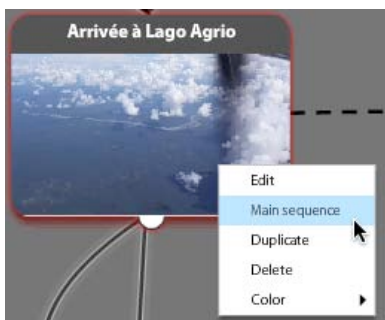 Arrivée à Lago Agrio
Edit
Main sequence
Duplicate
Delete
Color